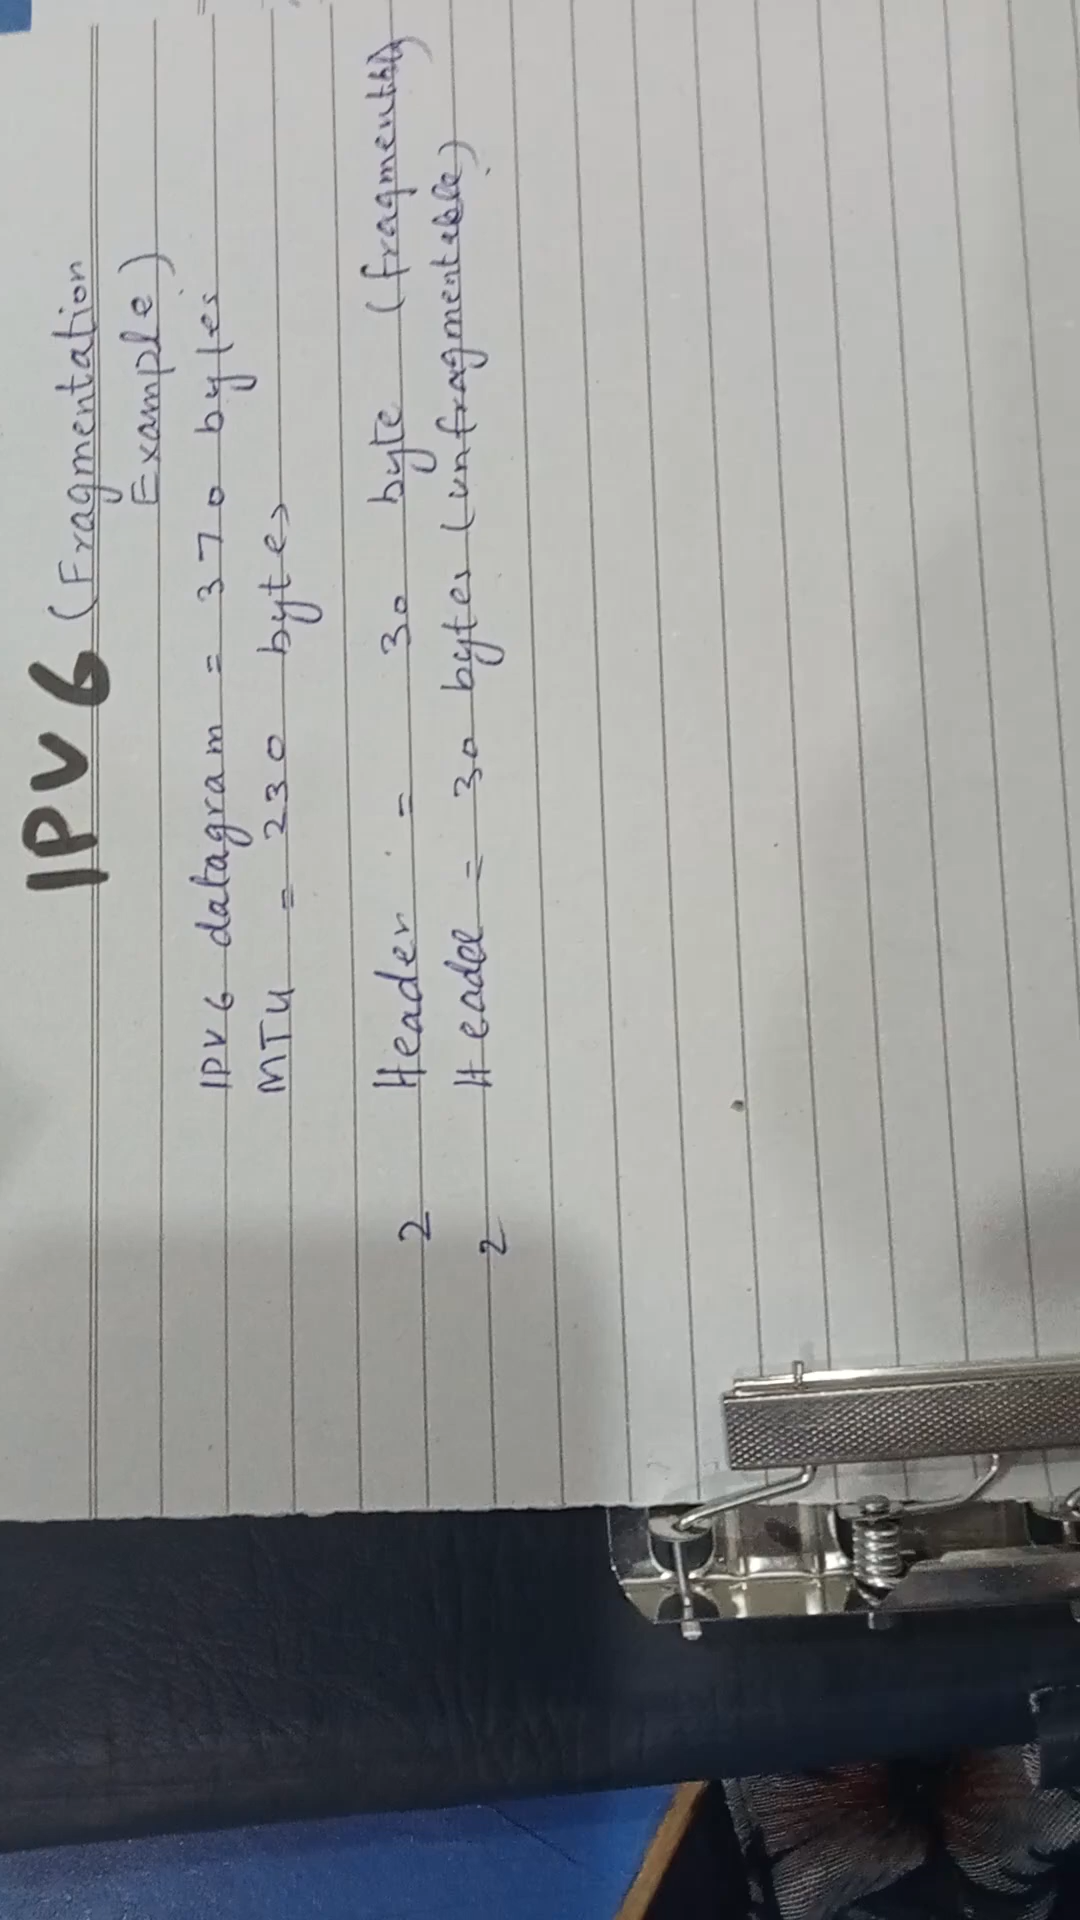 IPV6 (Fragmentation
Example)
IPV6 datagram = 370 bytes
MTU = 230 bytes
2 Header = 30 byte (fragmentable)
2 Header = 30 bytes (unfragmentable)